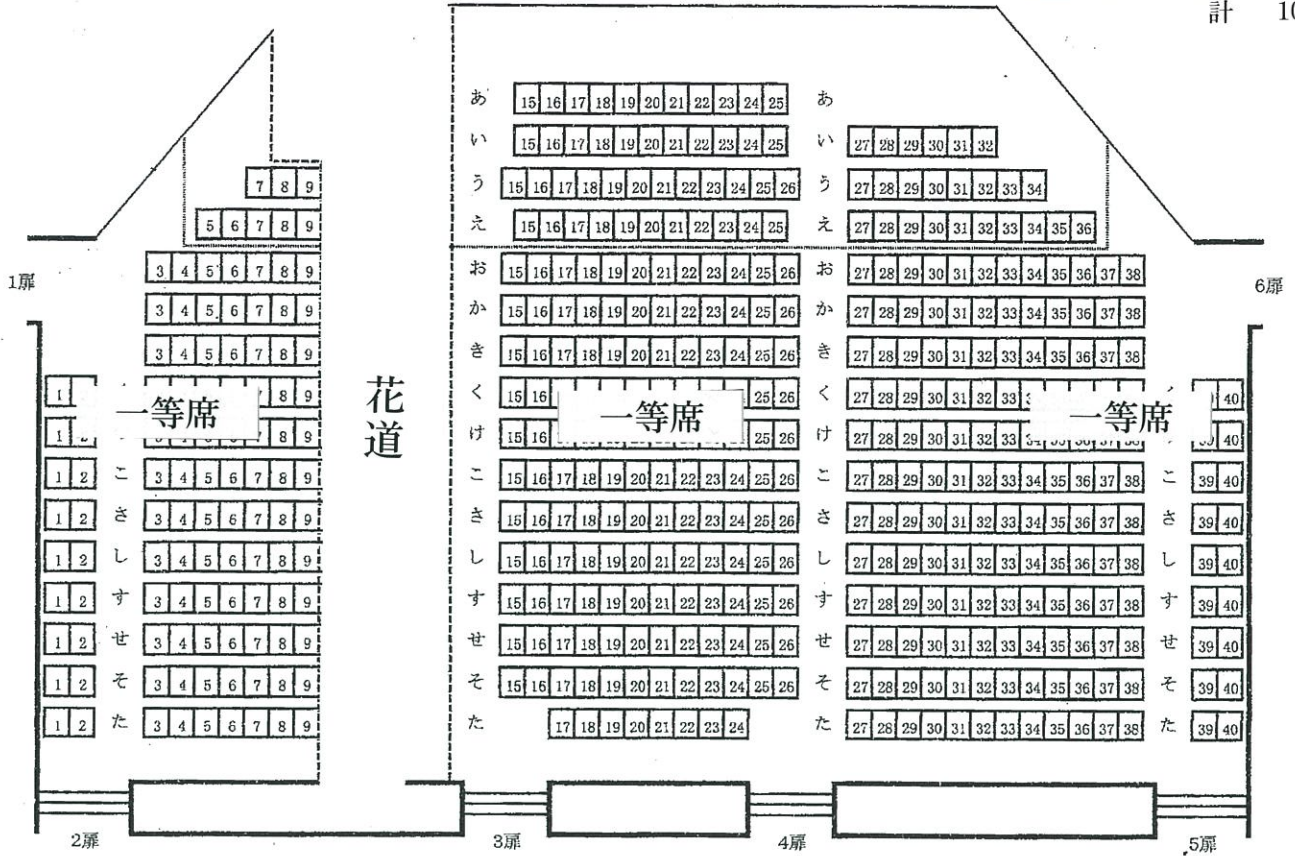 計 10
あ 15 16 17 18 19 20 21 22 23 24 25 あ
い 15 16 17 18 19 20 21 22 23 24 25 い 27 28 29 30 31 32
7 8 9 う 15 16 17 18 19 20 21 22 23 24 25 26 う 27 28 29 30 31 32 33 34
5 6 7 8 9 え 15 16 17 18 19 20 21 22 23 24 25 え 27 28 29 30 31 32 33 34 35 36
3 4 5 6 7 8 9 お 15 16 17 18 19 20 21 22 23 24 25 26 お 27 28 29 30 31 32 33 34 35 36 37 38
1扉 6扉
3 4 5 6 7 8 9 か 15 16 17 18 19 20 21 22 23 24 25 26 か 27 28 29 30 31 32 33 34 35 36 37 38
3 4 5 6 7 8 9 き 15 16 17 18 19 20 21 22 23 24 25 26 き 27 28 29 30 31 32 33 34 35 36 37 38
1 8 9 く 15 16 25 26 く 27 28 29 30 31 32 33 40
一等席 花道 一等席 一等席
1 7 8 9 け 15 16 25 26 け 27 28 29 30 31 32 33 40
1 2 こ 3 4 5 6 7 8 9 こ 15 16 17 18 19 20 21 22 23 24 25 26 こ 27 28 29 30 31 32 33 34 35 36 37 38 こ 39 40
1 2 さ 3 4 5 6 7 8 9 さ 15 16 17 18 19 20 21 22 23 24 25 26 さ 27 28 29 30 31 32 33 34 35 36 37 38 さ 39 40
1 2 し 3 4 5 6 7 8 9 し 15 16 17 18 19 20 21 22 23 24 25 26 し 27 28 29 30 31 32 33 34 35 36 37 38 し 39 40
1 2 す 3 4 5 6 7 8 9 す 15 16 17 18 19 20 21 22 23 24 25 26 す 27 28 29 30 31 32 33 34 35 36 37 38 す 39 40
1 2 せ 3 4 5 6 7 8 9 せ 15 16 17 18 19 20 21 22 23 24 25 26 せ 27 28 29 30 31 32 33 34 35 36 37 38 せ 39 40
1 2 そ 3 4 5 6 7 8 9 そ 15 16 17 18 19 20 21 22 23 24 25 26 そ 27 28 29 30 31 32 33 34 35 36 37 38 そ 39 40
1 2 た 3 4 5 6 7 8 9 た 17 18 19 20 21 22 23 24 た 27 28 29 30 31 32 33 34 35 36 37 38 た 39 40
2扉 3扉 4扉 5扉